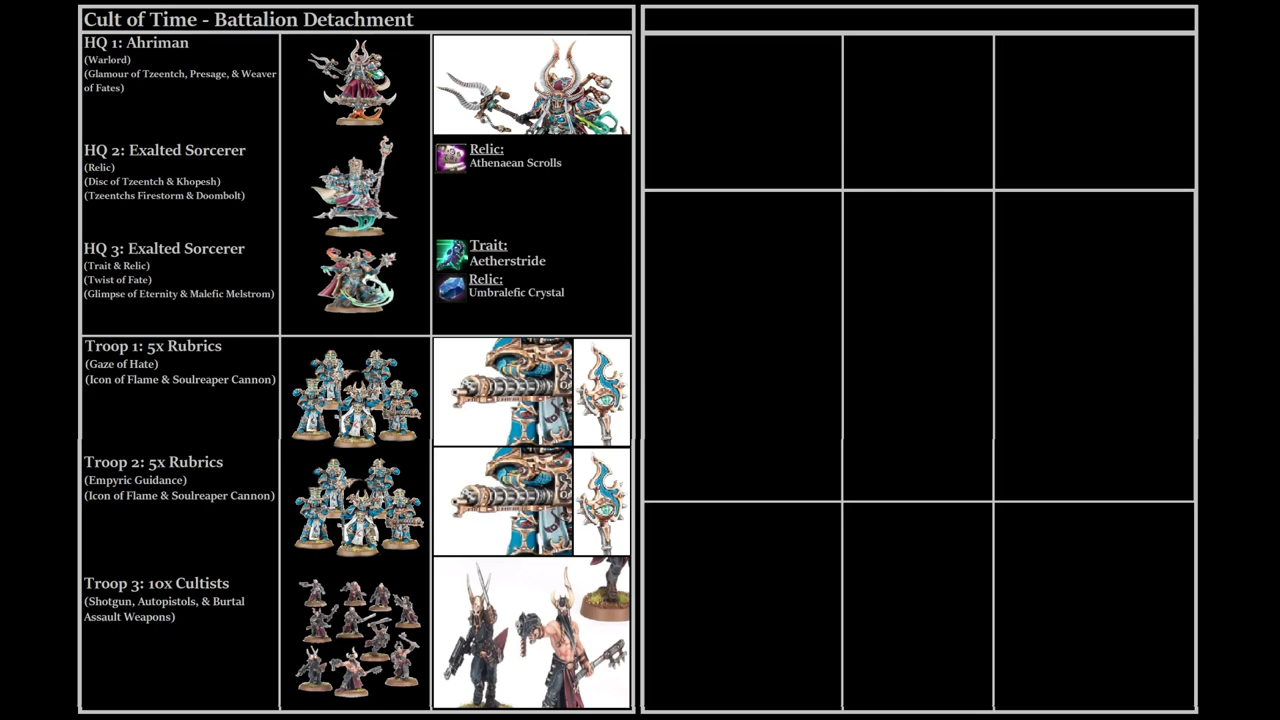 Cult of Time - Battalion Detachment
HQ 1: Ahriman
(Warlord)
(Glamour of Tzeentch, Presage, & Weaver
of Fates)
HQ 2: Exalted Sorcerer
(Relic)
(Disc of Tzeentch & Khopesh)
(Tzeentchs Firestorm & Doombolt)
Relic:
Athenaean Scrolls
HQ 3: Exalted Sorcerer
(Trait & Relic)
(Twist of Fate)
(Glimpse of Eternity & Malefic Melstrom)
Trait:
Aetherstride
Relic:
Umbralefic Crystal
Troop 1: 5x Rubrics
(Gaze of Hate)
(Icon of Flame & Soulreaper Cannon)
Troop 2: 5x Rubrics
(Empyric Guidance)
(Icon of Flame & Soulreaper Cannon)
Troop 3: 10x Cultists
(Shotgun, Autopistols, & Burtal
Assault Weapons)